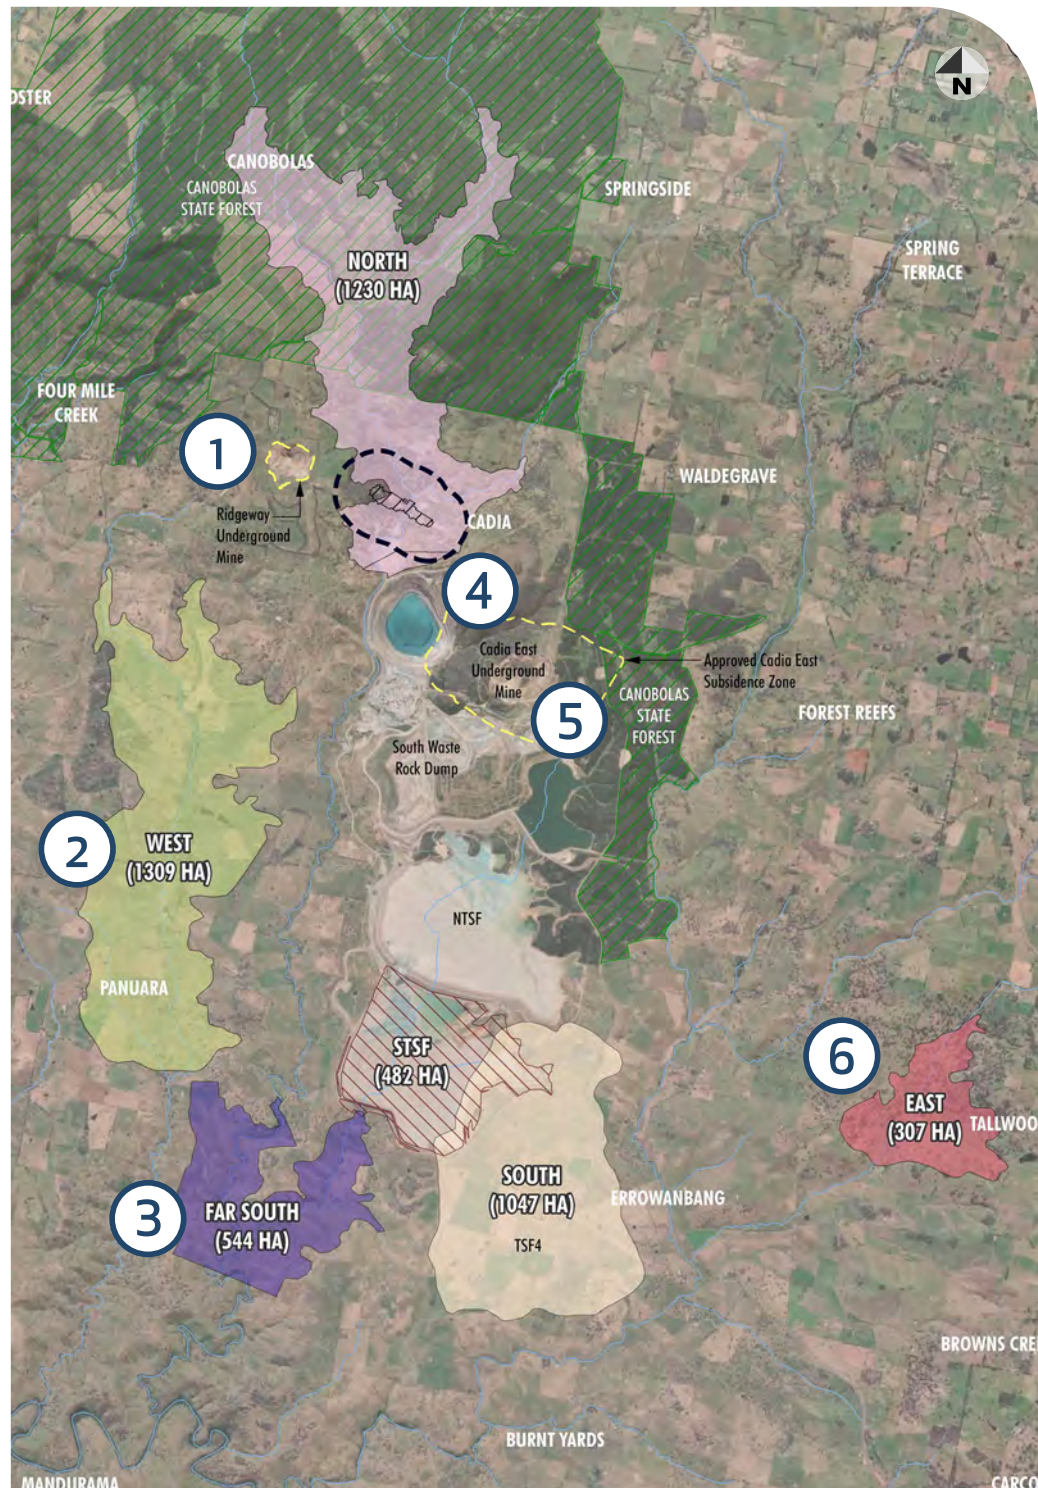 N
OSTER
CANOBOLAS
CANOBOLAS
STATE FOREST
SPRINGSIDE
NORTH
(1230 HA)
SPRING
TERRACE
FOUR MILE
CREEK
1
WALDEGRAVE
Ridgeway
Underground
Mine
CADIA
4
Cadia East
Underground
Mine
Approved Cadia East
Subsidence Zone
CANOBOLAS
STATE
FOREST
5
FOREST REEFS
South Waste
Rock Dump
2
WEST
(1309 HA)
NTSF
PANUARA
STSF
(482 HA)
6
EAST
(307 HA)
TALLWOO
3
FAR SOUTH
(544 HA)
SOUTH
(1047 HA)
TSF4
ERROWANBANG
BROWNS CRE
BURNT YARDS
MANDURAMA
CARCO